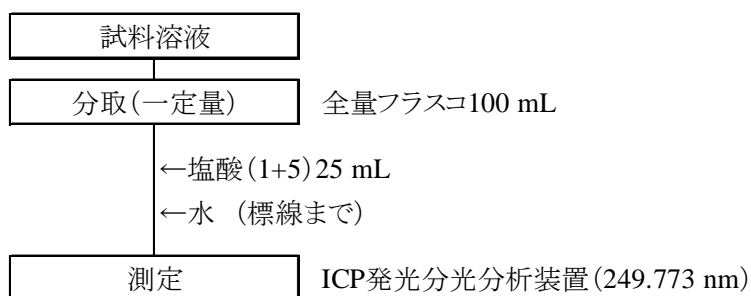 試料溶液
分取（一定量） 全量フラスコ100 mL
←塩酸（1+5）25 mL
←水 （標線まで）
測定 ICP発光分光分析装置（249.773 nm）